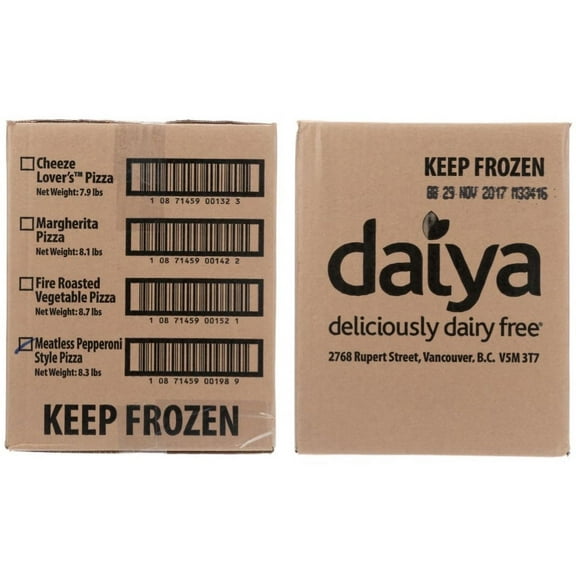 Cheeze
Lover's™ Pizza
Net Weight: 7.9 lbs
1 08 71459 00132 3
Margherita
Pizza
Net Weight: 8.1 lbs
1 08 71459 00142 2
Fire Roasted
Vegetable Pizza
Net Weight: 8.7 lbs
1 08 71459 00152 1
Meatless Pepperoni
Style Pizza
Net Weight: 8.3 lbs
1 08 71459 00198 9
KEEP FROZEN
KEEP FROZEN
BB 29 NOV 2017 M33416
daiya
deliciously dairy free®
2768 Rupert Street, Vancouver, B.C. V5M 3T7